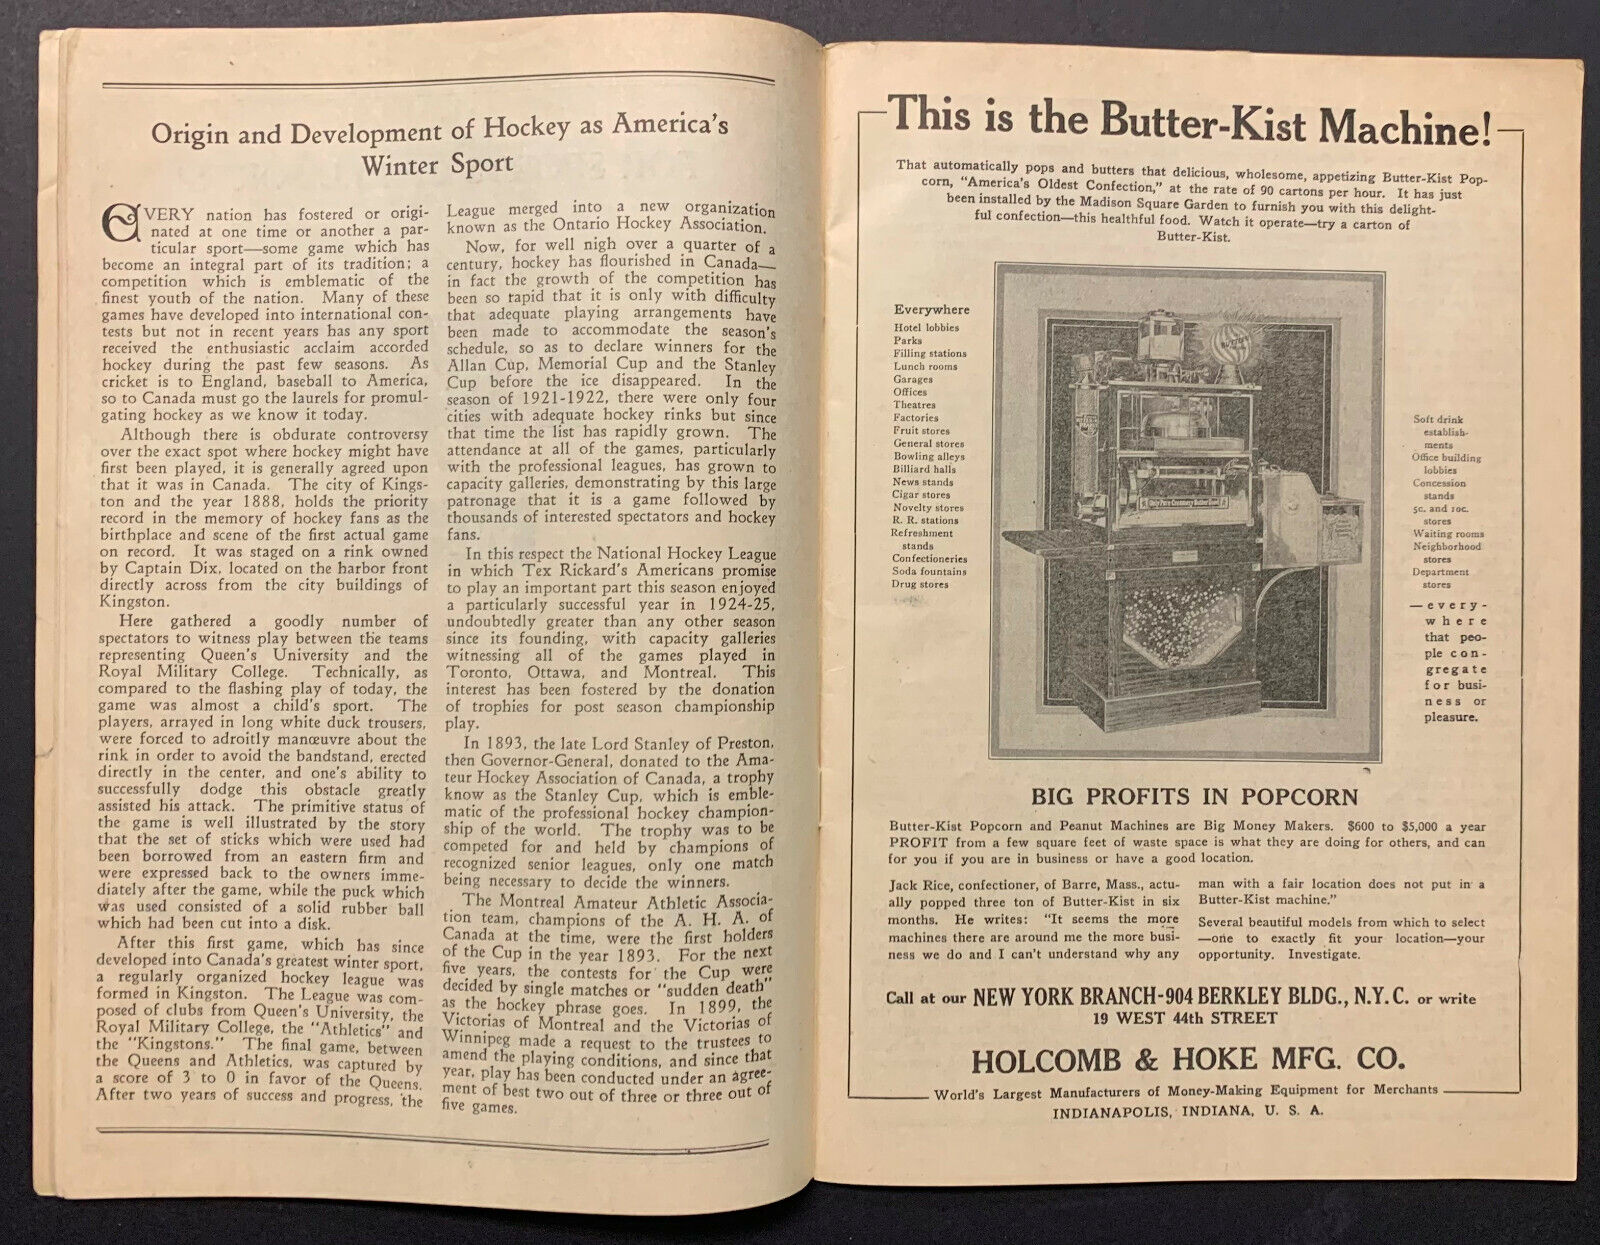 Origin and Development of Hockey as America's
Winter Sport
EVERY nation has fostered or origi-
nated at one time or another a par-
ticular sport—some game which has
become an integral part of its tradition; a
competition which is emblematic of the
finest youth of the nation. Many of these
games have developed into international con-
tests but not in recent years has any sport
received the enthusiastic acclaim accorded
hockey during the past few seasons. As
cricket is to England, baseball to America,
so to Canada must go the laurels for promul-
gating hockey as we know it today.
Although there is obdurate controversy
over the exact spot where hockey might have
first been played, it is generally agreed upon
that it was in Canada. The city of Kings-
ton and the year 1888, holds the priority
record in the memory of hockey fans as the
birthplace and scene of the first actual game
on record. It was staged on a rink owned
by Captain Dix, located on the harbor front
directly across from the city buildings of
Kingston.
Here gathered a goodly number of
spectators to witness play between the teams
representing Queen's University and the
Royal Military College. Technically, as
compared to the flashing play of today, the
game was almost a child's sport. The
players, arrayed in long white duck trousers,
were forced to adroitly manœuvre about the
rink in order to avoid the bandstand, erected
directly in the center, and one's ability to
successfully dodge this obstacle greatly
assisted his attack. The primitive status of
the game is well illustrated by the story
that the set of sticks which were used had
been borrowed from an eastern firm and
were expressed back to the owners imme-
diately after the game, while the puck which
was used consisted of a solid rubber ball
which had been cut into a disk.
After this first game, which has since
developed into Canada's greatest winter sport,
a regularly organized hockey league was
formed in Kingston. The League was com-
posed of clubs from Queen's University, the
Royal Military College, the "Athletics" and
the "Kingstons." The final game, between
the Queens and Athletics, was captured by
a score of 3 to 0 in favor of the Queens.
After two years of success and progress, the
League merged into a new organization
known as the Ontario Hockey Association.
Now, for well nigh over a quarter of a
century, hockey has flourished in Canada—
in fact the growth of the competition has
been so rapid that it is only with difficulty
that adequate playing arrangements have
been made to accommodate the season's
schedule, so as to declare winners for the
Allan Cup, Memorial Cup and the Stanley
Cup before the ice disappeared. In the
season of 1921-1922, there were only four
cities with adequate hockey rinks but since
that time the list has rapidly grown. The
attendance at all of the games, particularly
with the professional leagues, has grown to
capacity galleries, demonstrating by this large
patronage that it is a game followed by
thousands of interested spectators and hockey
fans.
In this respect the National Hockey League
in which Tex Rickard's Americans promise
to play an important part this season enjoyed
a particularly successful year in 1924-25,
undoubtedly greater than any other season
since its founding, with capacity galleries
witnessing all of the games played in
Toronto, Ottawa, and Montreal. This
interest has been fostered by the donation
of trophies for post season championship
play.
In 1893, the late Lord Stanley of Preston,
then Governor-General, donated to the Ama-
teur Hockey Association of Canada, a trophy
know as the Stanley Cup, which is emble-
matic of the professional hockey champion-
ship of the world. The trophy was to be
competed for and held by champions of
recognized senior leagues, only one match
being necessary to decide the winners.
The Montreal Amateur Athletic Associa-
tion team, champions of the A. H. A. of
Canada at the time, were the first holders
of the Cup in the year 1893. For the next
five years, the contests for the Cup were
decided by single matches or "sudden death"
as the hockey phrase goes. In 1899, the
Victorias of Montreal and the Victorias of
Winnipeg made a request to the trustees to
amend the playing conditions, and since that
year, play has been conducted under an agree-
ment of best two out of three or three out of
five games.
This is the Butter-Kist Machine!
That automatically pops and butters that delicious, wholesome, appetizing Butter-Kist Pop-
corn, "America's Oldest Confection," at the rate of 90 cartons per hour. It has just
been installed by the Madison Square Garden to furnish you with this delight-
ful confection—this healthful food. Watch it operate—try a carton of
Butter-Kist.
Everywhere
Hotel lobbies
Parks
Filling stations
Lunch rooms
Garages
Offices
Theatres
Factories
Fruit stores
General stores
Bowling alleys
Billiard halls
News stands
Cigar stores
Novelty stores
R. R. stations
Refreshment
stands
Confectioneries
Soda fountains
Drug stores
Soft drink
establish-
ments
Office building
lobbies
Concession
stands
5c. and 10c.
stores
Waiting rooms
Neighborhood
stores
Department
stores
—every-
where
that peo-
ple con-
gregate
for busi-
ness or
pleasure.
BIG PROFITS IN POPCORN
Butter-Kist Popcorn and Peanut Machines are Big Money Makers. $600 to $5,000 a year
PROFIT from a few square feet of waste space is what they are doing for others, and can
for you if you are in business or have a good location.
Jack Rice, confectioner, of Barre, Mass., actu-
ally popped three ton of Butter-Kist in six
months. He writes: "It seems the more
machines there are around me the more busi-
ness we do and I can't understand why any
man with a fair location does not put in a
Butter-Kist machine."
Several beautiful models from which to select
—one to exactly fit your location—your
opportunity. Investigate.
Call at our NEW YORK BRANCH-904 BERKLEY BLDG., N.Y.C. or write
19 WEST 44th STREET
HOLCOMB & HOKE MFG. CO.
World's Largest Manufacturers of Money-Making Equipment for Merchants
INDIANAPOLIS, INDIANA, U. S. A.